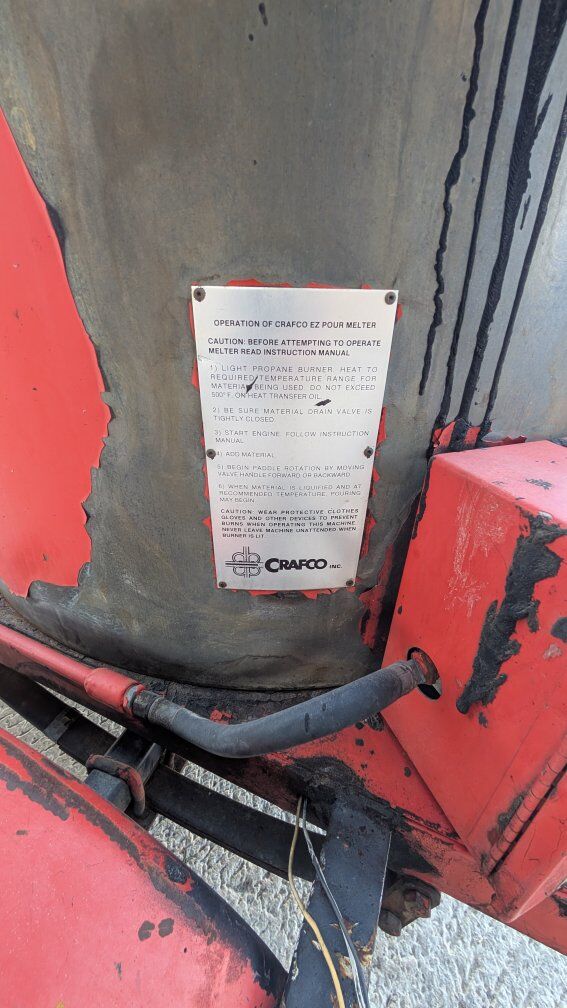 OPERATION OF CRAFCO EZ POUR MELTER
CAUTION: BEFORE ATTEMPTING TO OPERATE
MELTER READ INSTRUCTION MANUAL
1) LIGHT PROPANE BURNER. HEAT TO
REQUIRED TEMPERATURE RANGE FOR
MATERIAL BEING USED. DO NOT EXCEED
500°F. ON HEAT TRANSFER OIL.
2) BE SURE MATERIAL DRAIN VALVE IS
TIGHTLY CLOSED.
3) START ENGINE. FOLLOW INSTRUCTION
MANUAL.
4) ADD MATERIAL.
5) BEGIN PADDLE ROTATION BY MOVING
VALVE HANDLE FORWARD OR BACKWARD.
6) WHEN MATERIAL IS LIQUIFIED AND AT
RECOMMENDED TEMPERATURE, POURING
MAY BEGIN.
CAUTION: WEAR PROTECTIVE CLOTHES
GLOVES AND OTHER DEVICES TO PREVENT
BURNS WHEN OPERATING THIS MACHINE.
NEVER LEAVE MACHINE UNATTENDED WHEN
BURNER IS LIT.
CRAFCO INC.